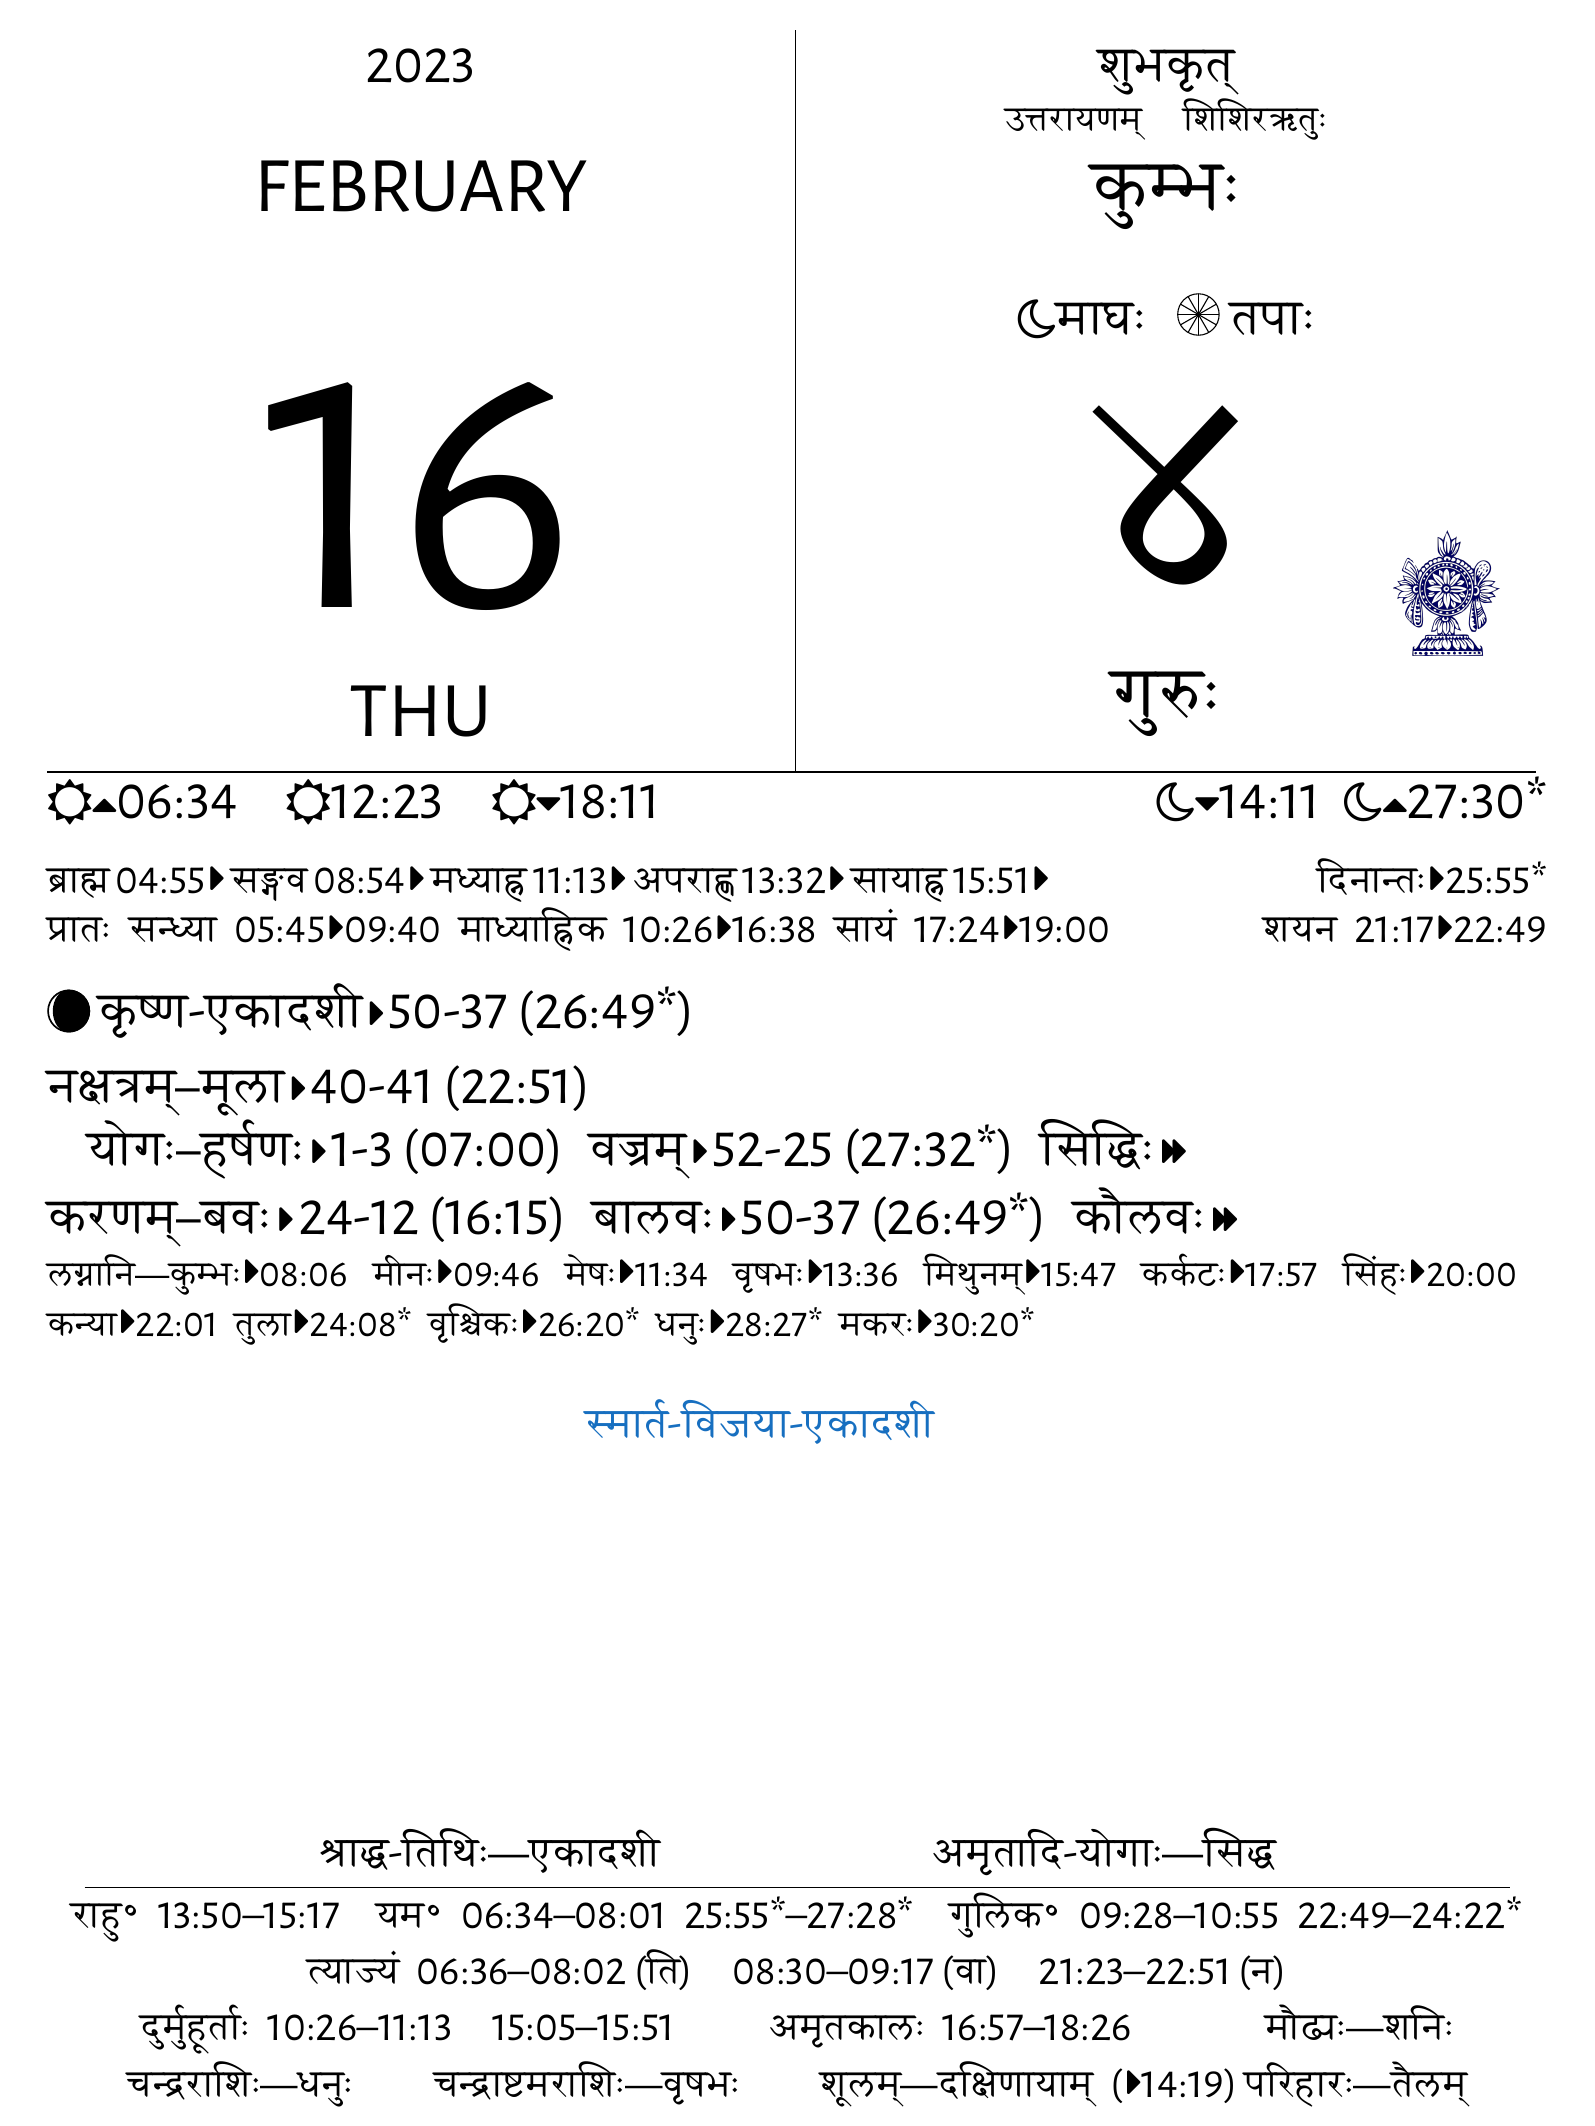 2023
FEBRUARY
16
THU
शुभकृत्
उत्तरायणम् शिशिरऋतुः
कुम्भः
माघः तपाः
४
गुरुः
06:34 12:23 18:11 14:11 27:30*
ब्राह्म 04:55 सङ्गव 08:54 मध्याह्न 11:13 अपराह्ण 13:32 सायाह्न 15:51 दिनान्तः 25:55*
प्रातः सन्ध्या 05:45 09:40 माध्याह्निक 10:26 16:38 सायं 17:24 19:00 शयन 21:17 22:49
कृष्ण-एकादशी 50-37 (26:49*)
नक्षत्रम्–मूला 40-41 (22:51)
योगः–हर्षणः 1-3 (07:00) वज्रम् 52-25 (27:32*) सिद्धिः
करणम्–बवः 24-12 (16:15) बालवः 50-37 (26:49*) कौलवः
लग्नानि—कुम्भः 08:06 मीनः 09:46 मेषः 11:34 वृषभः 13:36 मिथुनम् 15:47 कर्कटः 17:57 सिंहः 20:00
कन्या 22:01 तुला 24:08* वृश्चिकः 26:20* धनुः 28:27* मकरः 30:20*
स्मार्त-विजया-एकादशी
श्राद्ध-तिथिः—एकादशी अमृतादि-योगाः—सिद्ध
राहु॰ 13:50–15:17 यम॰ 06:34–08:01 25:55*–27:28* गुलिक॰ 09:28–10:55 22:49–24:22*
त्याज्यं 06:36–08:02 (ति) 08:30–09:17 (वा) 21:23–22:51 (न)
दुर्मुहूर्ताः 10:26–11:13 15:05–15:51 अमृतकालः 16:57–18:26 मौढ्यः—शनिः
चन्द्रराशिः—धनुः चन्द्राष्टमराशिः—वृषभः शूलम्—दक्षिणायाम् (14:19) परिहारः—तैलम्